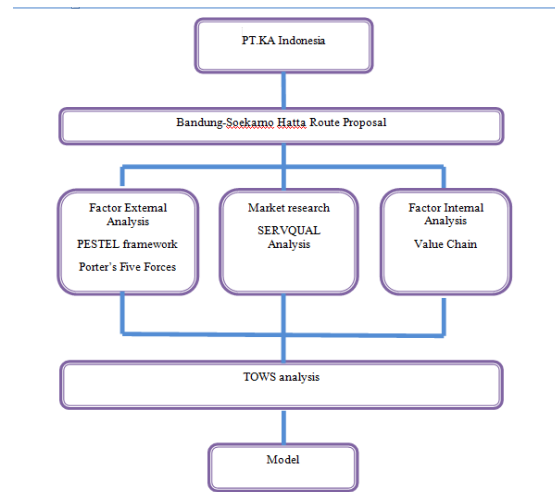 PT.KA Indonesia
Bandung-Soekarno Hatta Route Proposal
Factor External
Analysis
PESTEL framework
Porter's Five Forces
Market research
SERVQUAL
Analysis
Factor Internal
Analysis
Value Chain
TOWS analysis
Model